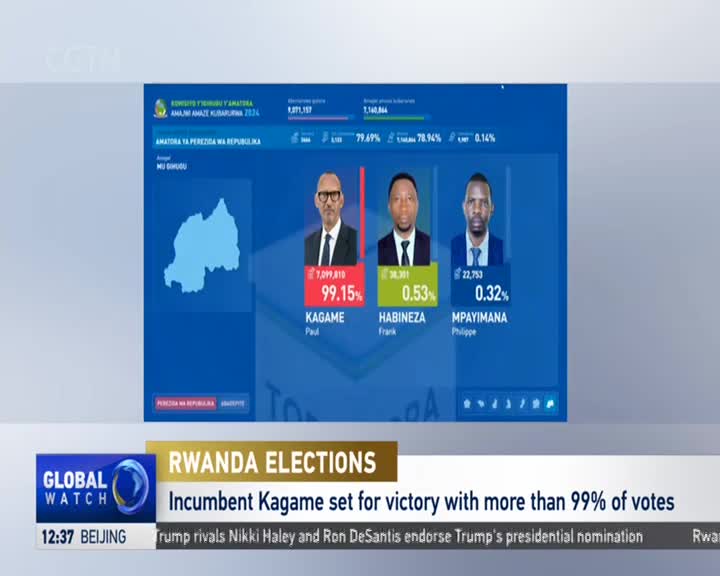 CGTN
KOMISIYO Y'IGIHUGU Y'AMATORA
AMAJWI AMAZE KUBARURWA 2024
9,071,157
7,160,864
AMATORA YA PEREZIDA WA REPUBULIKA
79.69%
7,160,864 78.94%
0.14%
MU GIHUGU
7,099,810
99.15%
KAGAME
Paul
38,301
0.53%
HABINEZA
Frank
22,753
0.32%
MPAYIMANA
Philippe
PEREZIDA WA REPUBULIKA
ABADEPITE
RWANDA ELECTIONS
GLOBAL
WATCH
Incumbent Kagame set for victory with more than 99% of votes
12:37 BEIJING
Trump rivals Nikki Haley and Ron DeSantis endorse Trump's presidential nomination
Rwa